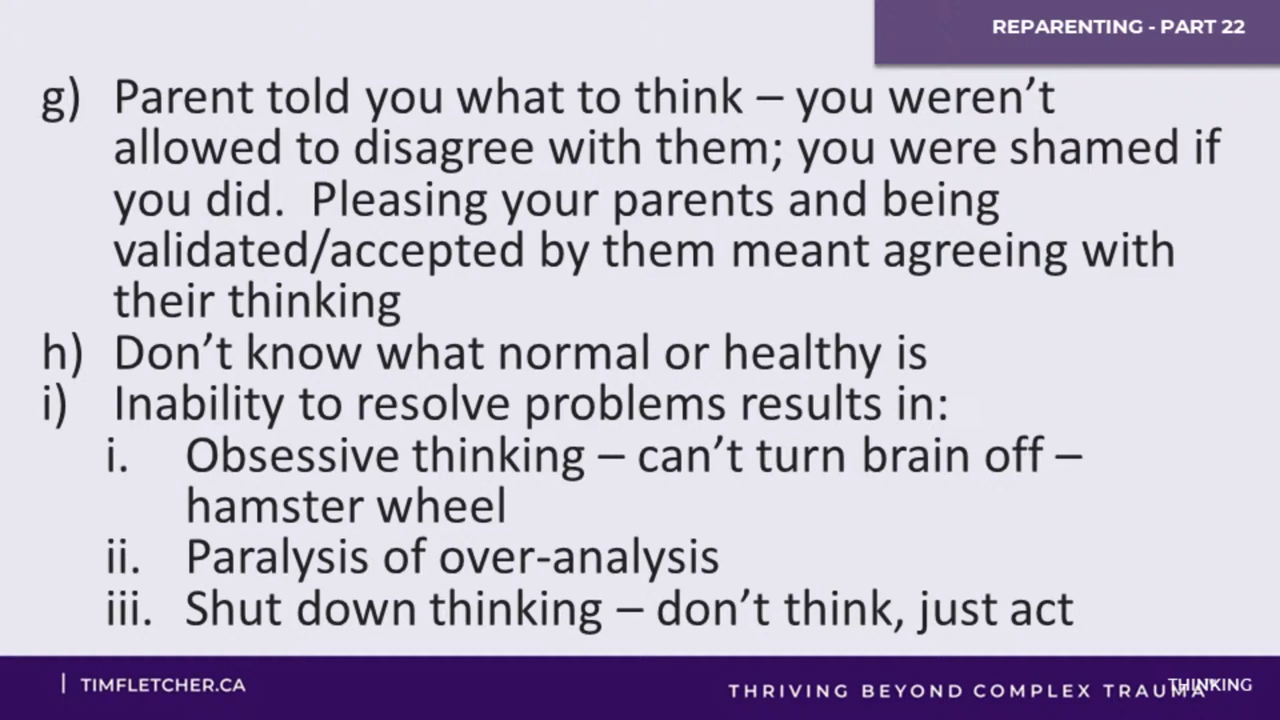 REPARENTING - PART 22
g) Parent told you what to think – you weren’t
allowed to disagree with them; you were shamed if
you did.  Pleasing your parents and being
validated/accepted by them meant agreeing with
their thinking
h) Don’t know what normal or healthy is
i) Inability to resolve problems results in:
i. Obsessive thinking – can’t turn brain off –
hamster wheel
ii. Paralysis of over-analysis
iii. Shut down thinking – don’t think, just act
| TIMFLETCHER.CA
THRIVING BEYOND COMPLEX TRAUMA
THINKING